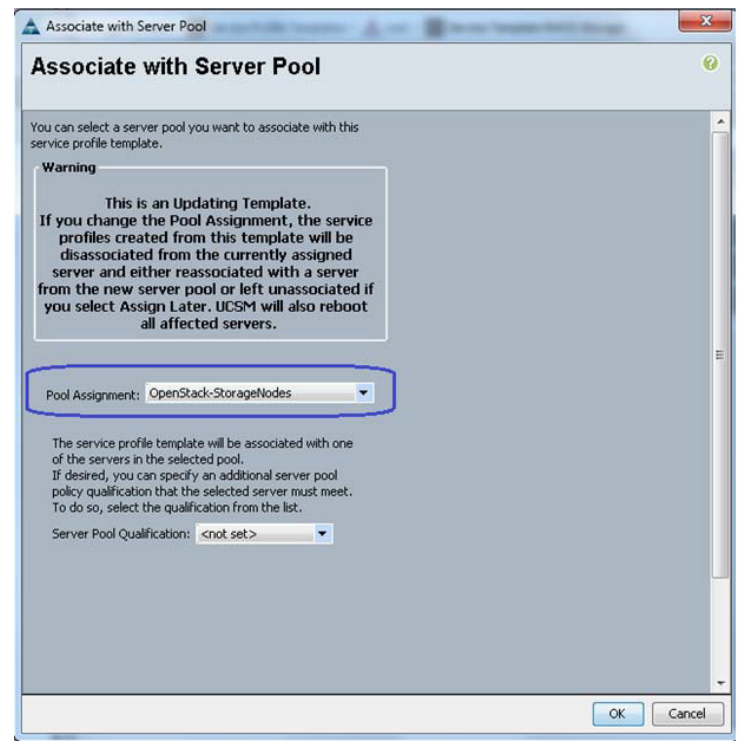 Associate with Server Pool
Associate with Server Pool
You can select a server pool you want to associate with this
service profile template.
Warning
This is an Updating Template.
If you change the Pool Assignment, the service
profiles created from this template will be
disassociated from the currently assigned
server and either reassociated with a server
from the new server pool or left unassociated if
you select Assign Later. UCSM will also reboot
all affected servers.
Pool Assignment: OpenStack-StorageNodes
The service profile template will be associated with one
of the servers in the selected pool.
If desired, you can specify an additional server pool
policy qualification that the selected server must meet.
To do so, select the qualification from the list.
Server Pool Qualification: <not set>
OK Cancel